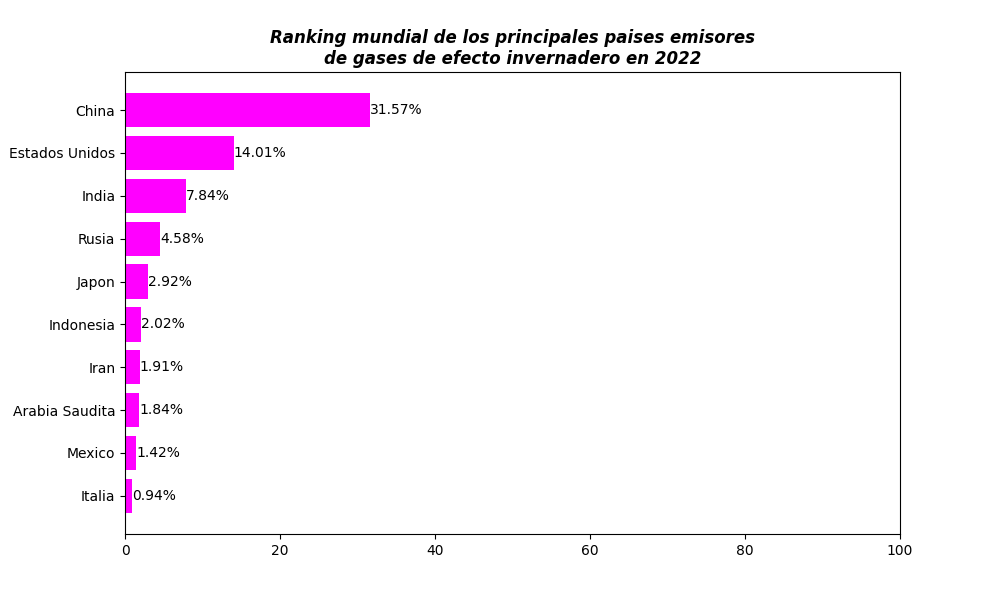 Ranking mundial de los principales paises emisores
de gases de efecto invernadero en 2022
China 31.57%
Estados Unidos 14.01%
India 7.84%
Rusia 4.58%
Japon 2.92%
Indonesia 2.02%
Iran 1.91%
Arabia Saudita 1.84%
Mexico 1.42%
Italia 0.94%
0 20 40 60 80 100